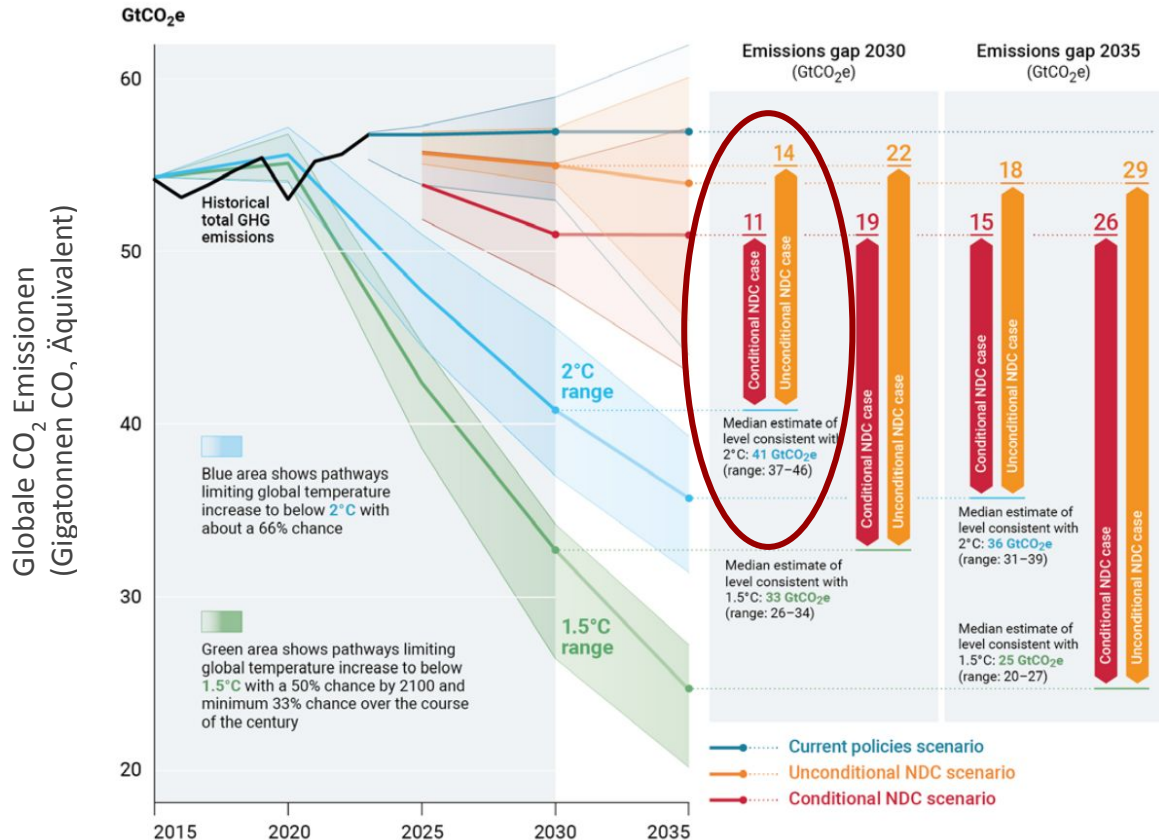 GtCO₂e
60
50
40
30
20
2015
2020
2025
2030
2035
Globale CO₂ Emissionen
(Gigatonnen CO, Äquivalent)
Historical
total GHG
emissions
2°C
range
1.5°C
range
Blue area shows pathways
limiting global temperature
increase to below 2°C with
about a 66% chance
Green area shows pathways limiting
global temperature increase to below
1.5°C with a 50% chance by 2100 and
minimum 33% chance over the course
of the century
Emissions gap 2030
(GtCO₂e)
11
14
19
22
Conditional NDC case
Unconditional NDC case
Conditional NDC case
Unconditional NDC case
Median estimate of
level consistent with
2°C: 41 GtCO₂e
(range: 37–46)
Median estimate of
level consistent with
1.5°C: 33 GtCO₂e
(range: 26–34)
Emissions gap 2035
(GtCO₂e)
15
18
26
29
Conditional NDC case
Unconditional NDC case
Conditional NDC case
Unconditional NDC case
Median estimate of
level consistent with
2°C: 36 GtCO₂e
(range: 31–39)
Median estimate of
level consistent with
1.5°C: 25 GtCO₂e
(range: 20–27)
Current policies scenario
Unconditional NDC scenario
Conditional NDC scenario